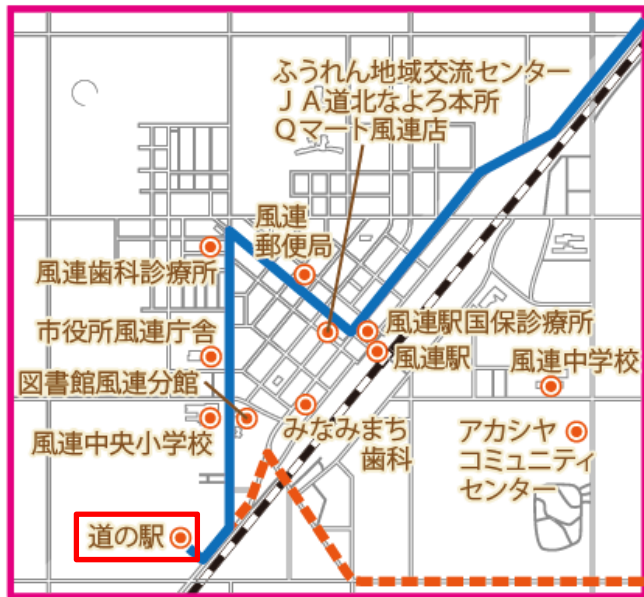 ふうれん地域交流センター
ＪＡ道北なよろ本所
Ｑマート風連店
風連
郵便局
風連歯科診療所
風連駅国保診療所
市役所風連庁舎
風連駅
風連中学校
図書館風連分館
風連中央小学校
みなみまち
歯科
アカシヤ
コミュニティ
センター
道の駅